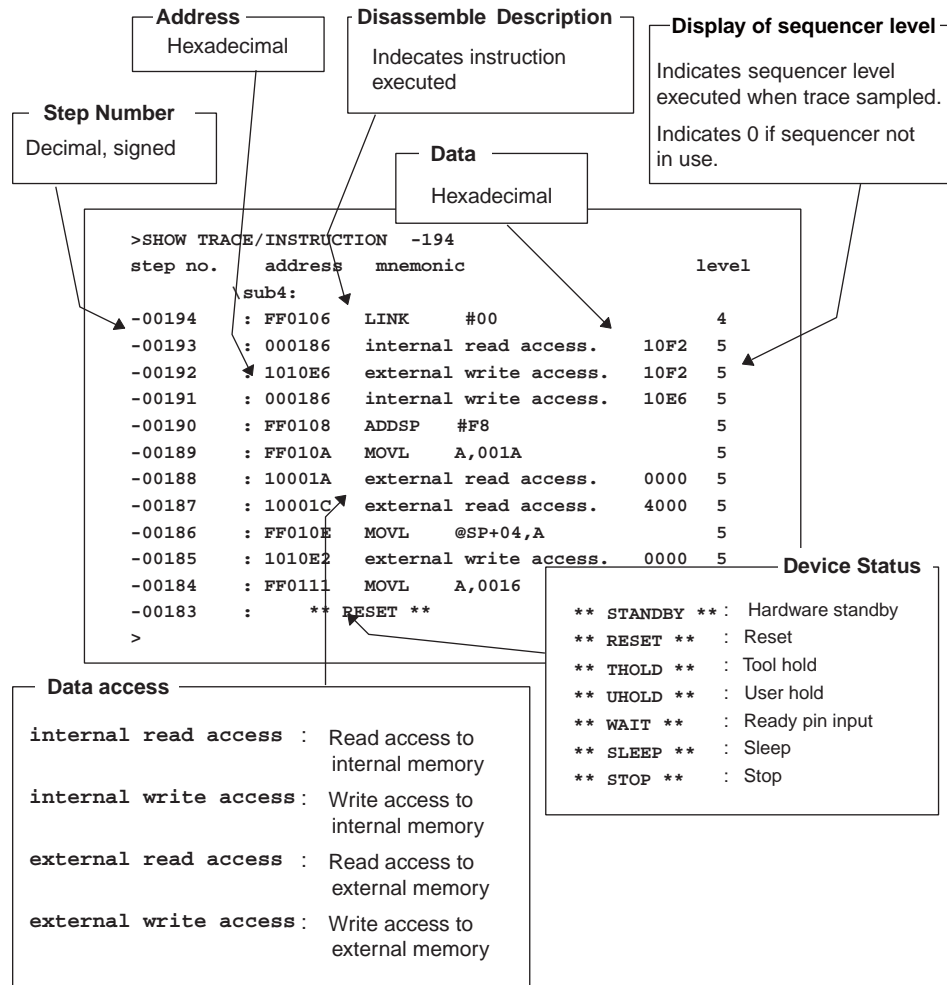 Address
Hexadecimal
Disassemble Description
Indecates instruction
executed
Display of sequencer level
Indicates sequencer level
executed when trace sampled.
Indicates 0 if sequencer not
in use.
Step Number
Decimal, signed
Data
Hexadecimal
>SHOW TRACE/INSTRUCTION -194
step no. address mnemonic level
\sub4:
-00194 : FF0106 LINK #00 4
-00193 : 000186 internal read access. 10F2 5
-00192 : 1010E6 external write access. 10F2 5
-00191 : 000186 internal write access. 10E6 5
-00190 : FF0108 ADDSP #F8 5
-00189 : FF010A MOVL A,001A 5
-00188 : 10001A external read access. 0000 5
-00187 : 10001C external read access. 4000 5
-00186 : FF010E MOVL @SP+04,A 5
-00185 : 1010E2 external write access. 0000 5
-00184 : FF0111 MOVL A,0016
-00183 : ** RESET **
>
Device Status
** STANDBY ** : Hardware standby
** RESET ** : Reset
** THOLD ** : Tool hold
** UHOLD ** : User hold
** WAIT ** : Ready pin input
** SLEEP ** : Sleep
** STOP ** : Stop
Data access
internal read access : Read access to
internal memory
internal write access : Write access to
internal memory
external read access : Read access to
external memory
external write access : Write access to
external memory